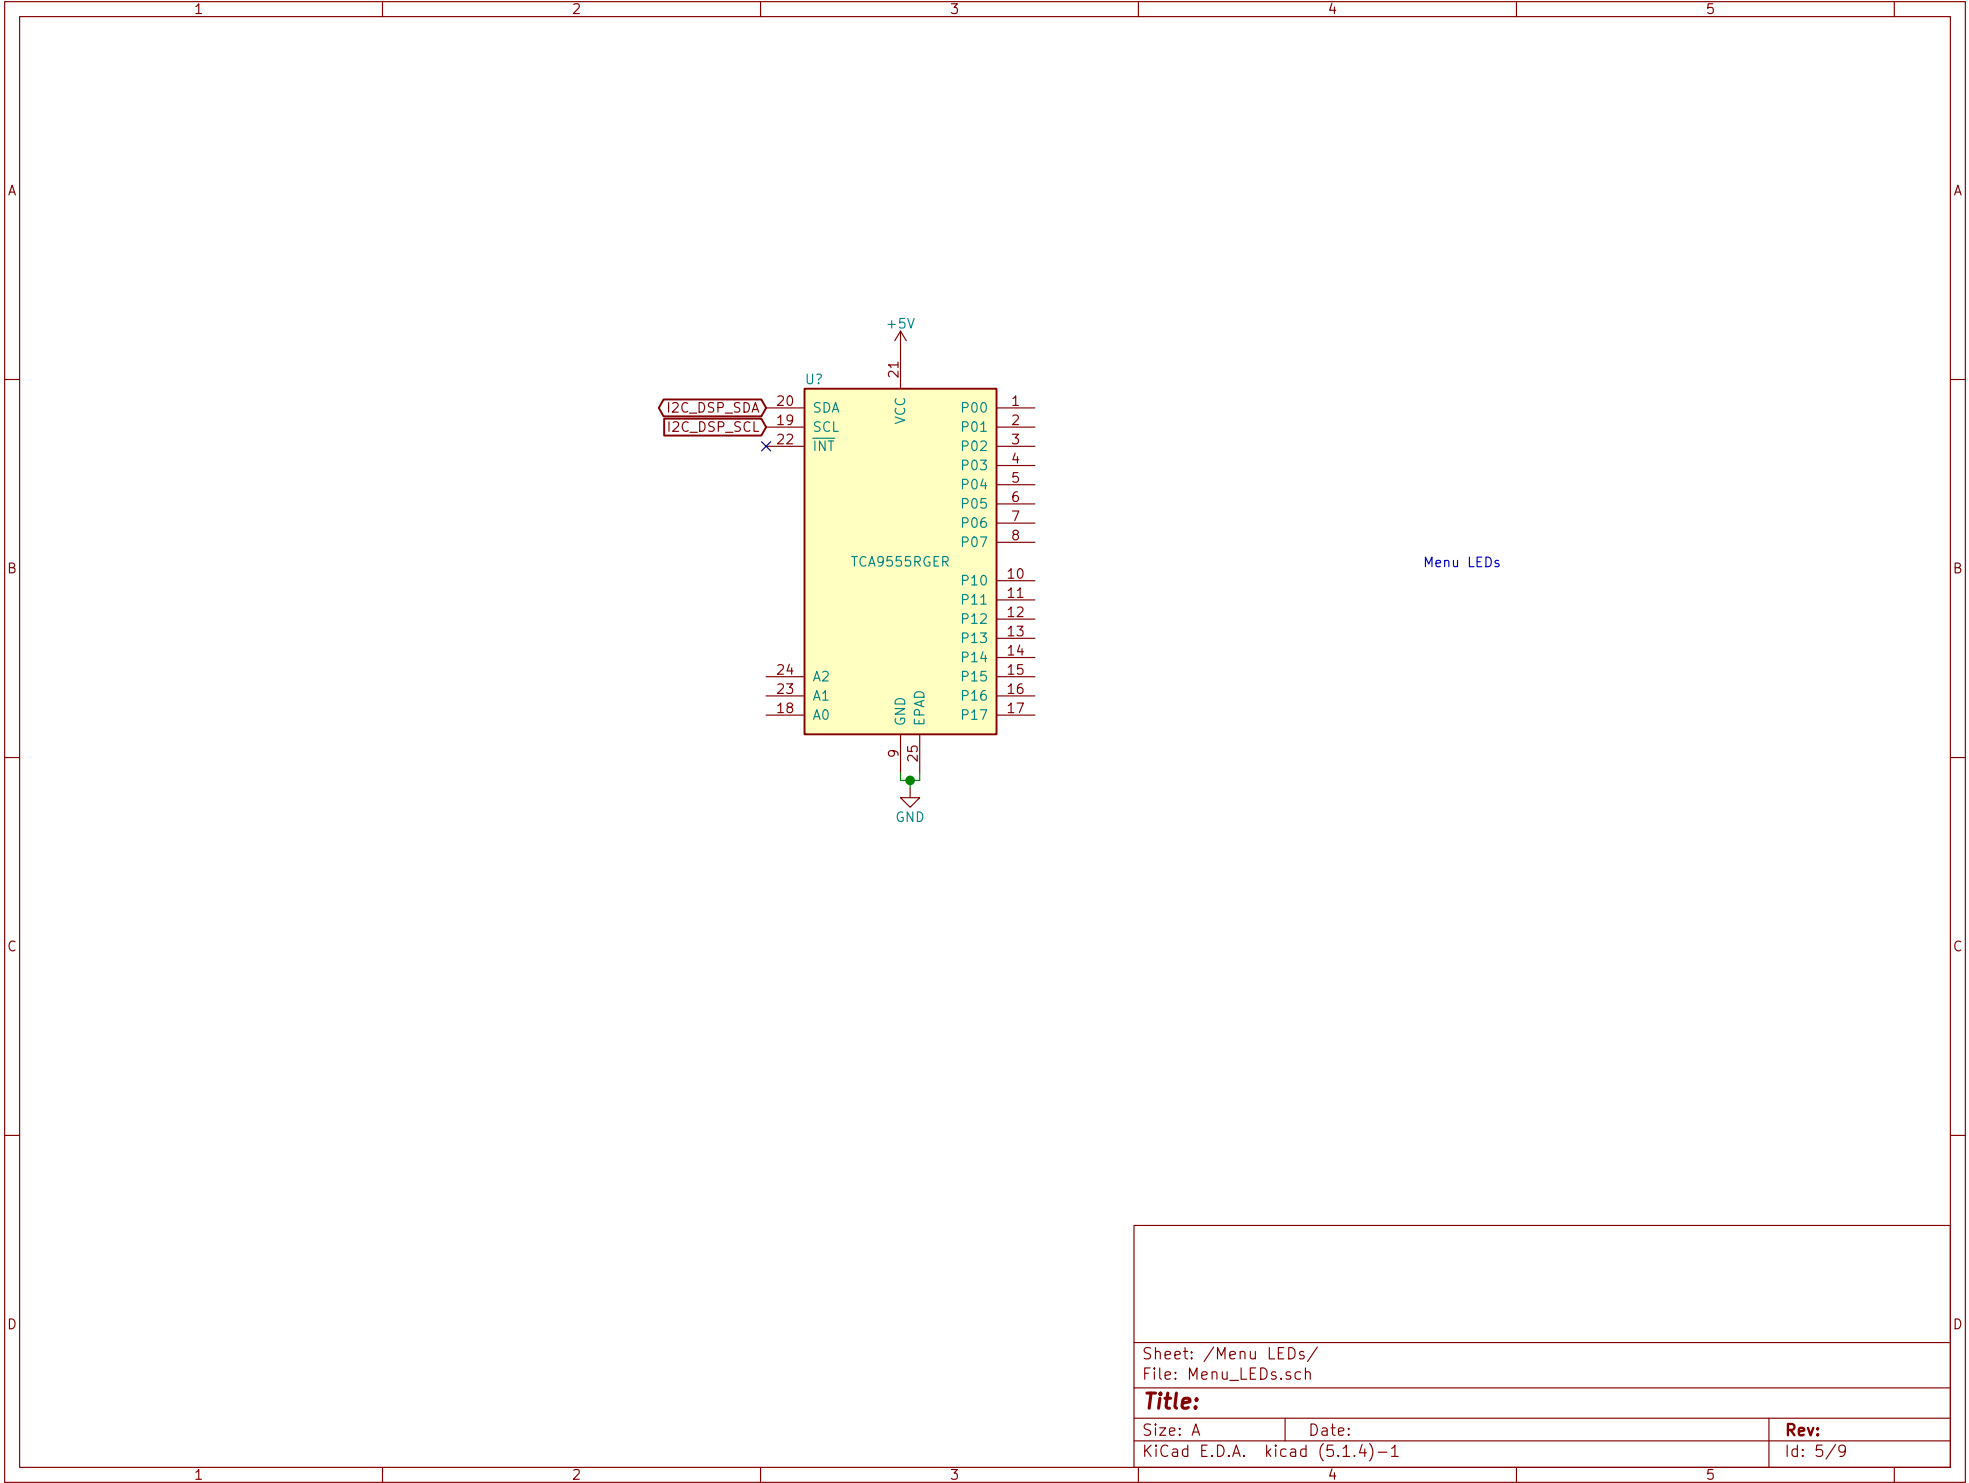 1 2 3 4 5
A A
+5V
21
U?
I2C_DSP_SDA 20 SDA VCC P00 1
I2C_DSP_SCL 19 SCL P01 2
22 INT P02 3
P03 4
P04 5
P05 6
P06 7
P07 8
TCA9555RGER
Menu LEDs
B B
P10 10
P11 11
P12 12
P13 13
P14 14
24 A2 P15 15
23 A1 P16 16
18 A0 GND EPAD P17 17
9 25
GND
C C
D D
Sheet: /Menu LEDs/
File: Menu_LEDs.sch
Title:
Size: A Date: Rev:
KiCad E.D.A. kicad (5.1.4)-1 Id: 5/9
1 2 3 4 5